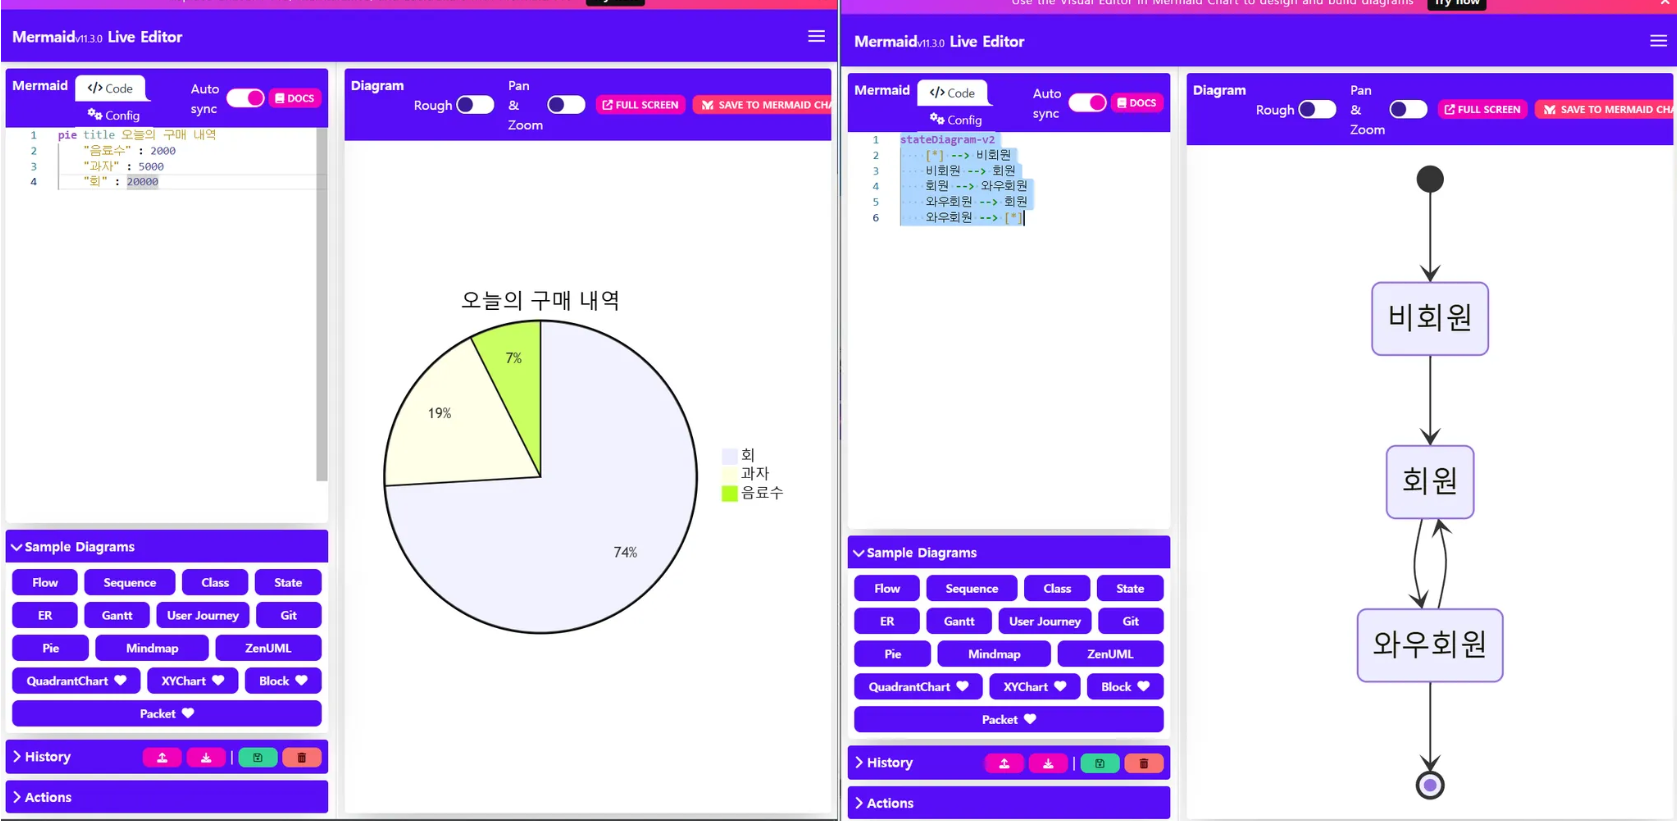 Try now
Mermaid v11.3.0 Live Editor
Mermaid
</> Code
Config
Auto sync
DOCS
1 pie title 오늘의 구매 내역
2 "음료수" : 2000
3 "과자" : 5000
4 "회" : 20000
Sample Diagrams
Flow Sequence Class State
ER Gantt User Journey Git
Pie Mindmap ZenUML
QuadrantChart XYChart Block
Packet
History
Actions
Diagram
Rough
Pan & Zoom
FULL SCREEN
SAVE TO MERMAID CHA
오늘의 구매 내역
7%
19%
74%
회
과자
음료수
Use the Visual Editor in Mermaid Chart to design and build diagrams Try now
Mermaid v11.3.0 Live Editor
Mermaid
</> Code
Config
Auto sync
DOCS
1 stateDiagram-v2
2 [*] --> 비회원
3 비회원 --> 회원
4 회원 --> 와우회원
5 와우회원 --> 회원
6 와우회원 --> [*]
Sample Diagrams
Flow Sequence Class State
ER Gantt User Journey Git
Pie Mindmap ZenUML
QuadrantChart XYChart Block
Packet
History
Actions
Diagram
Rough
Pan & Zoom
FULL SCREEN
SAVE TO MERMAID CHA
비회원
회원
와우회원